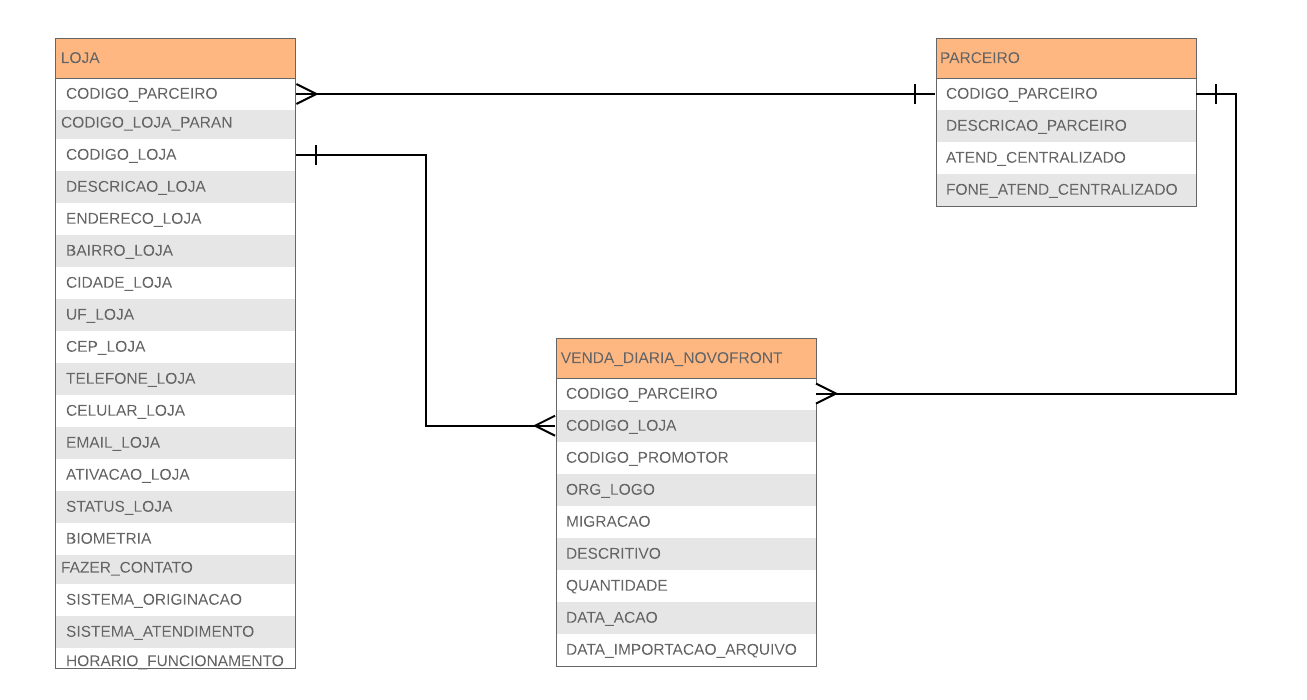 LOJA
CODIGO_PARCEIRO
CODIGO_LOJA_PARAN
CODIGO_LOJA
DESCRICAO_LOJA
ENDERECO_LOJA
BAIRRO_LOJA
CIDADE_LOJA
UF_LOJA
CEP_LOJA
TELEFONE_LOJA
CELULAR_LOJA
EMAIL_LOJA
ATIVACAO_LOJA
STATUS_LOJA
BIOMETRIA
FAZER_CONTATO
SISTEMA_ORIGINACAO
SISTEMA_ATENDIMENTO
HORARIO_FUNCIONAMENTO
PARCEIRO
CODIGO_PARCEIRO
DESCRICAO_PARCEIRO
ATEND_CENTRALIZADO
FONE_ATEND_CENTRALIZADO
VENDA_DIARIA_NOVOFRONT
CODIGO_PARCEIRO
CODIGO_LOJA
CODIGO_PROMOTOR
ORG_LOGO
MIGRACAO
DESCRITIVO
QUANTIDADE
DATA_ACAO
DATA_IMPORTACAO_ARQUIVO